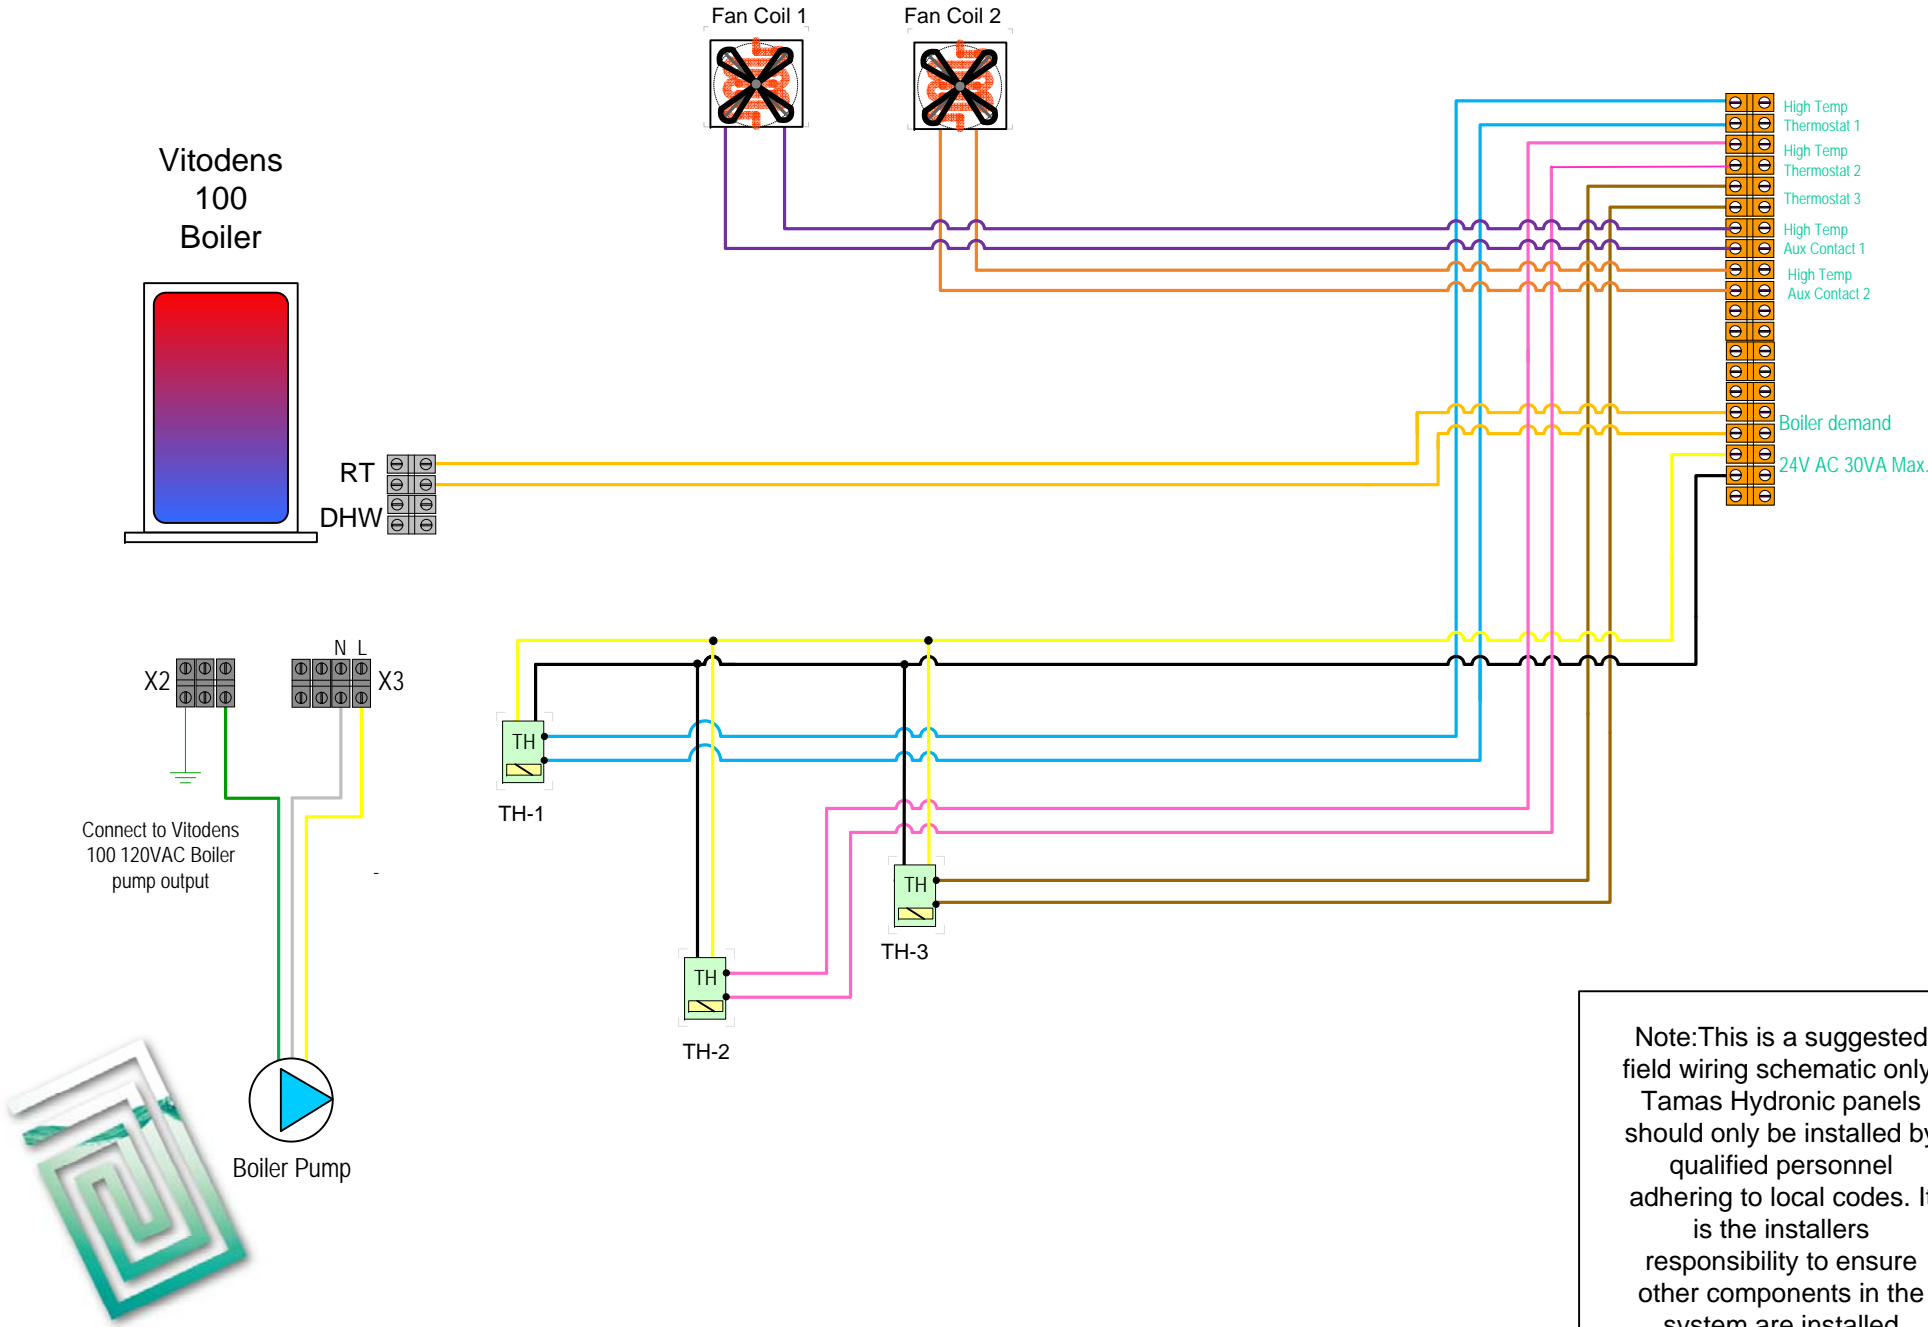 Fan Coil 1
Fan Coil 2
Vitodens
100
Boiler
High Temp
Thermostat 1
High Temp
Thermostat 2
Thermostat 3
High Temp
Aux Contact 1
High Temp
Aux Contact 2
Boiler demand
24V AC 30VA Max.
RT
DHW
N L
X2
X3
Connect to Vitodens
100 120VAC Boiler
pump output
-
TH
TH-1
TH
TH-3
TH
TH-2
Boiler Pump
Note:This is a suggested
field wiring schematic only
Tamas Hydronic panels
should only be installed by
qualified personnel
adhering to local codes. It
is the installers
responsibility to ensure
other components in the
system are installed